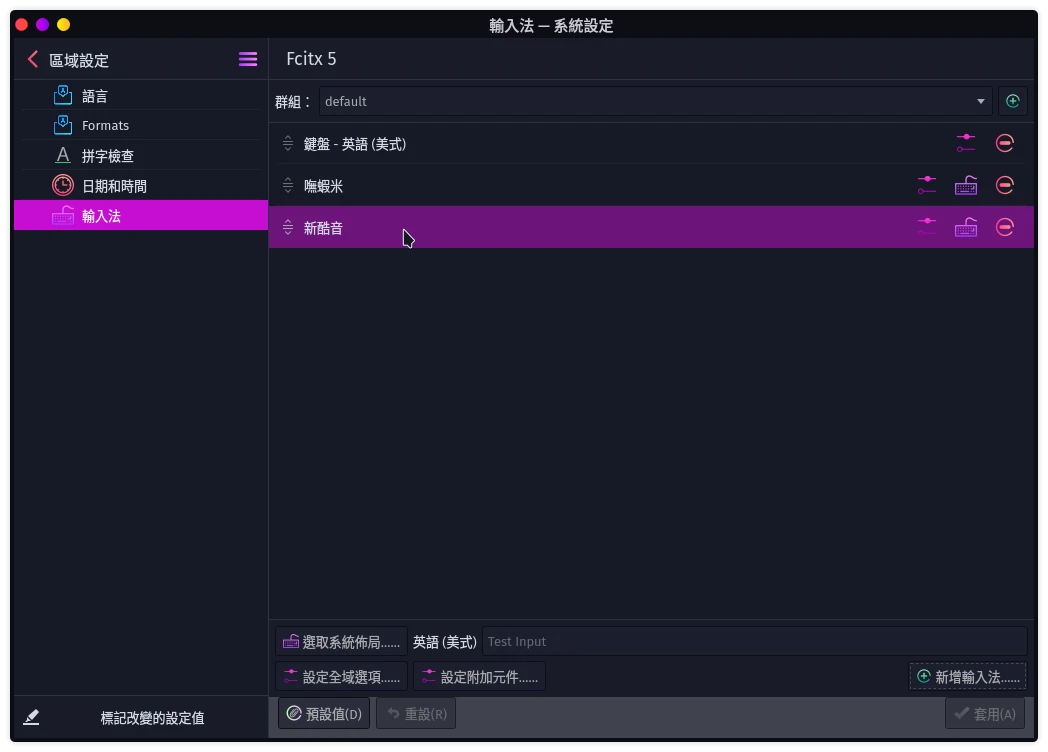 輸入法 — 系統設定
區域設定
Fcitx 5
語言
Formats
拼字檢查
日期和時間
輸入法
群組：
default
鍵盤 - 英語 (美式)
嘸蝦米
新酷音
選取系統佈局......
英語 (美式)
Test Input
設定全域選項......
設定附加元件......
新增輸入法......
標記改變的設定值
預設值(D)
重設(R)
套用(A)